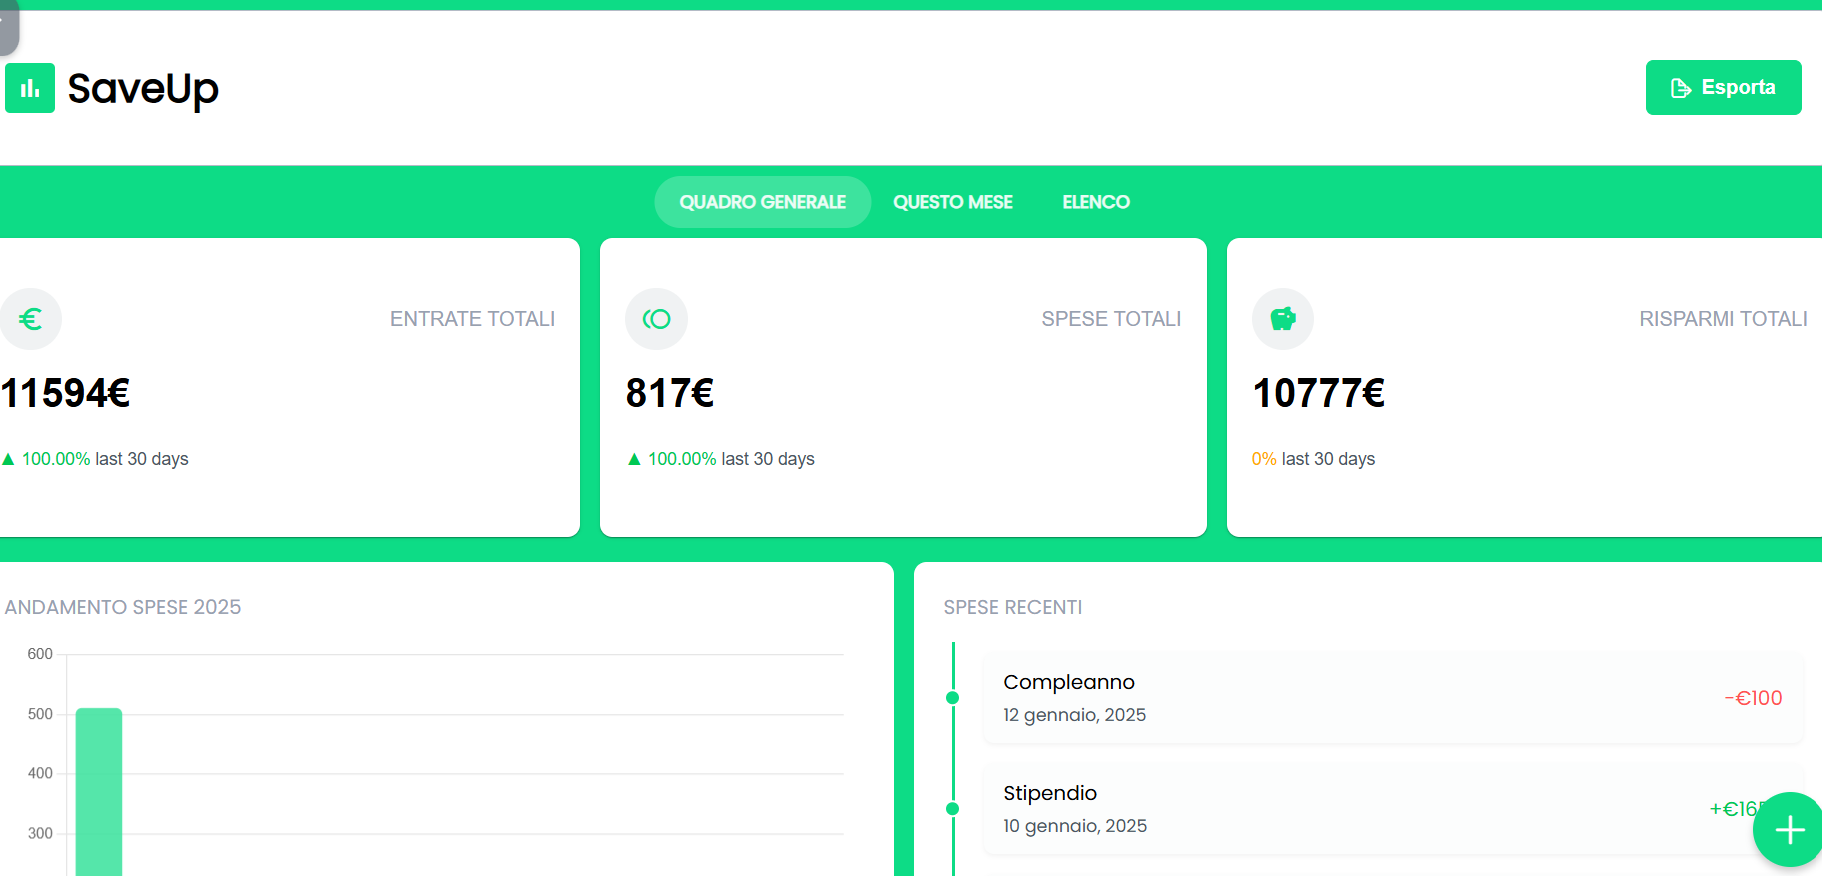 SaveUp
Esporta
QUADRO GENERALE QUESTO MESE ELENCO
ENTRATE TOTALI
11594€
▲ 100.00% last 30 days
SPESE TOTALI
817€
▲ 100.00% last 30 days
RISPARMI TOTALI
10777€
0% last 30 days
ANDAMENTO SPESE 2025
600
500
400
300
SPESE RECENTI
Compleanno
12 gennaio, 2025
-€100
Stipendio
10 gennaio, 2025